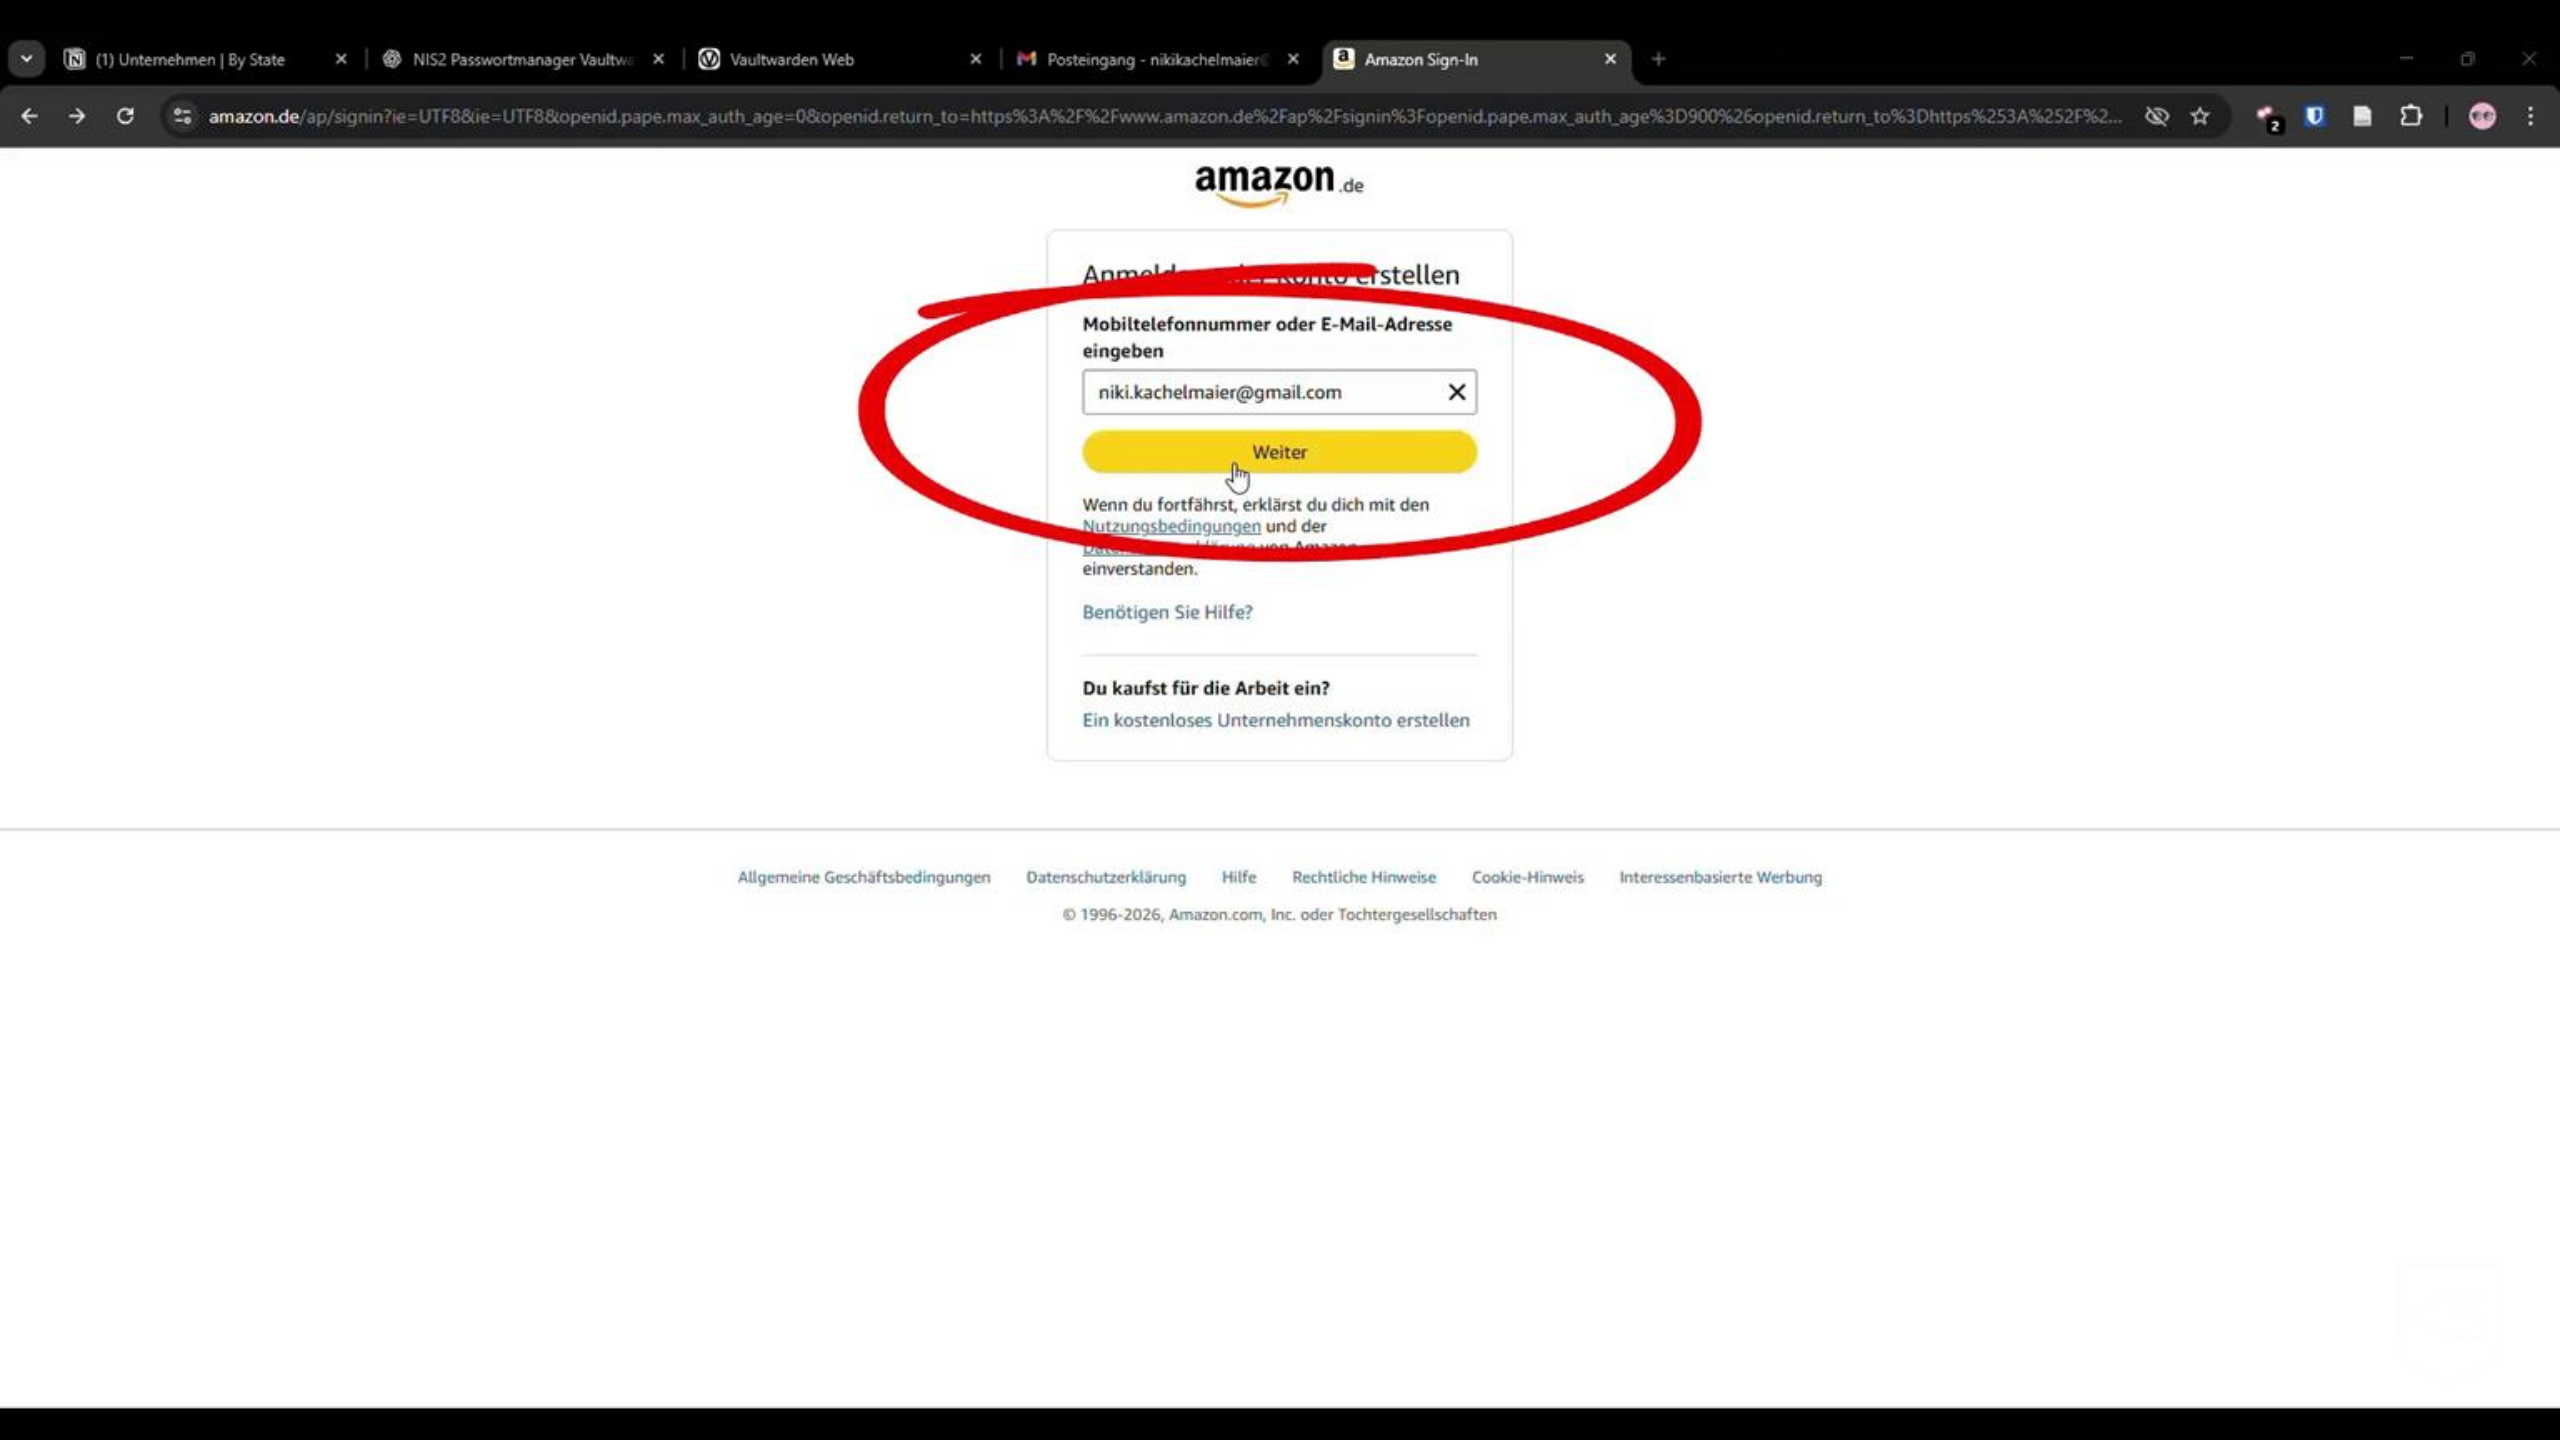 (1) Unternehmen | By State
NIS2 Passwortmanager Vaultw
Vaultwarden Web
Posteingang - nikikachelmaier
Amazon Sign-In
amazon.de/ap/signin?ie=UTF8&ie=UTF8&openid.pape.max_auth_age=0&openid.return_to=https%3A%2F%2Fwww.amazon.de%2Fap%2Fsignin%3Fopenid.pape.max_auth_age%3D900%26openid.return_to%3Dhttps%253A%252F%2...
2
amazon.de
erstellen
Mobiltelefonnummer oder E-Mail-Adresse
eingeben
niki.kachelmaier@gmail.com
Weiter
Wenn du fortfährst, erklärst du dich mit den
Nutzungsbedingungen und der
von Amazon
einverstanden.
Benötigen Sie Hilfe?
Du kaufst für die Arbeit ein?
Ein kostenloses Unternehmenskonto erstellen
Allgemeine Geschäftsbedingungen
Datenschutzerklärung
Hilfe
Rechtliche Hinweise
Cookie-Hinweis
Interessenbasierte Werbung
© 1996-2026, Amazon.com, Inc. oder Tochtergesellschaften